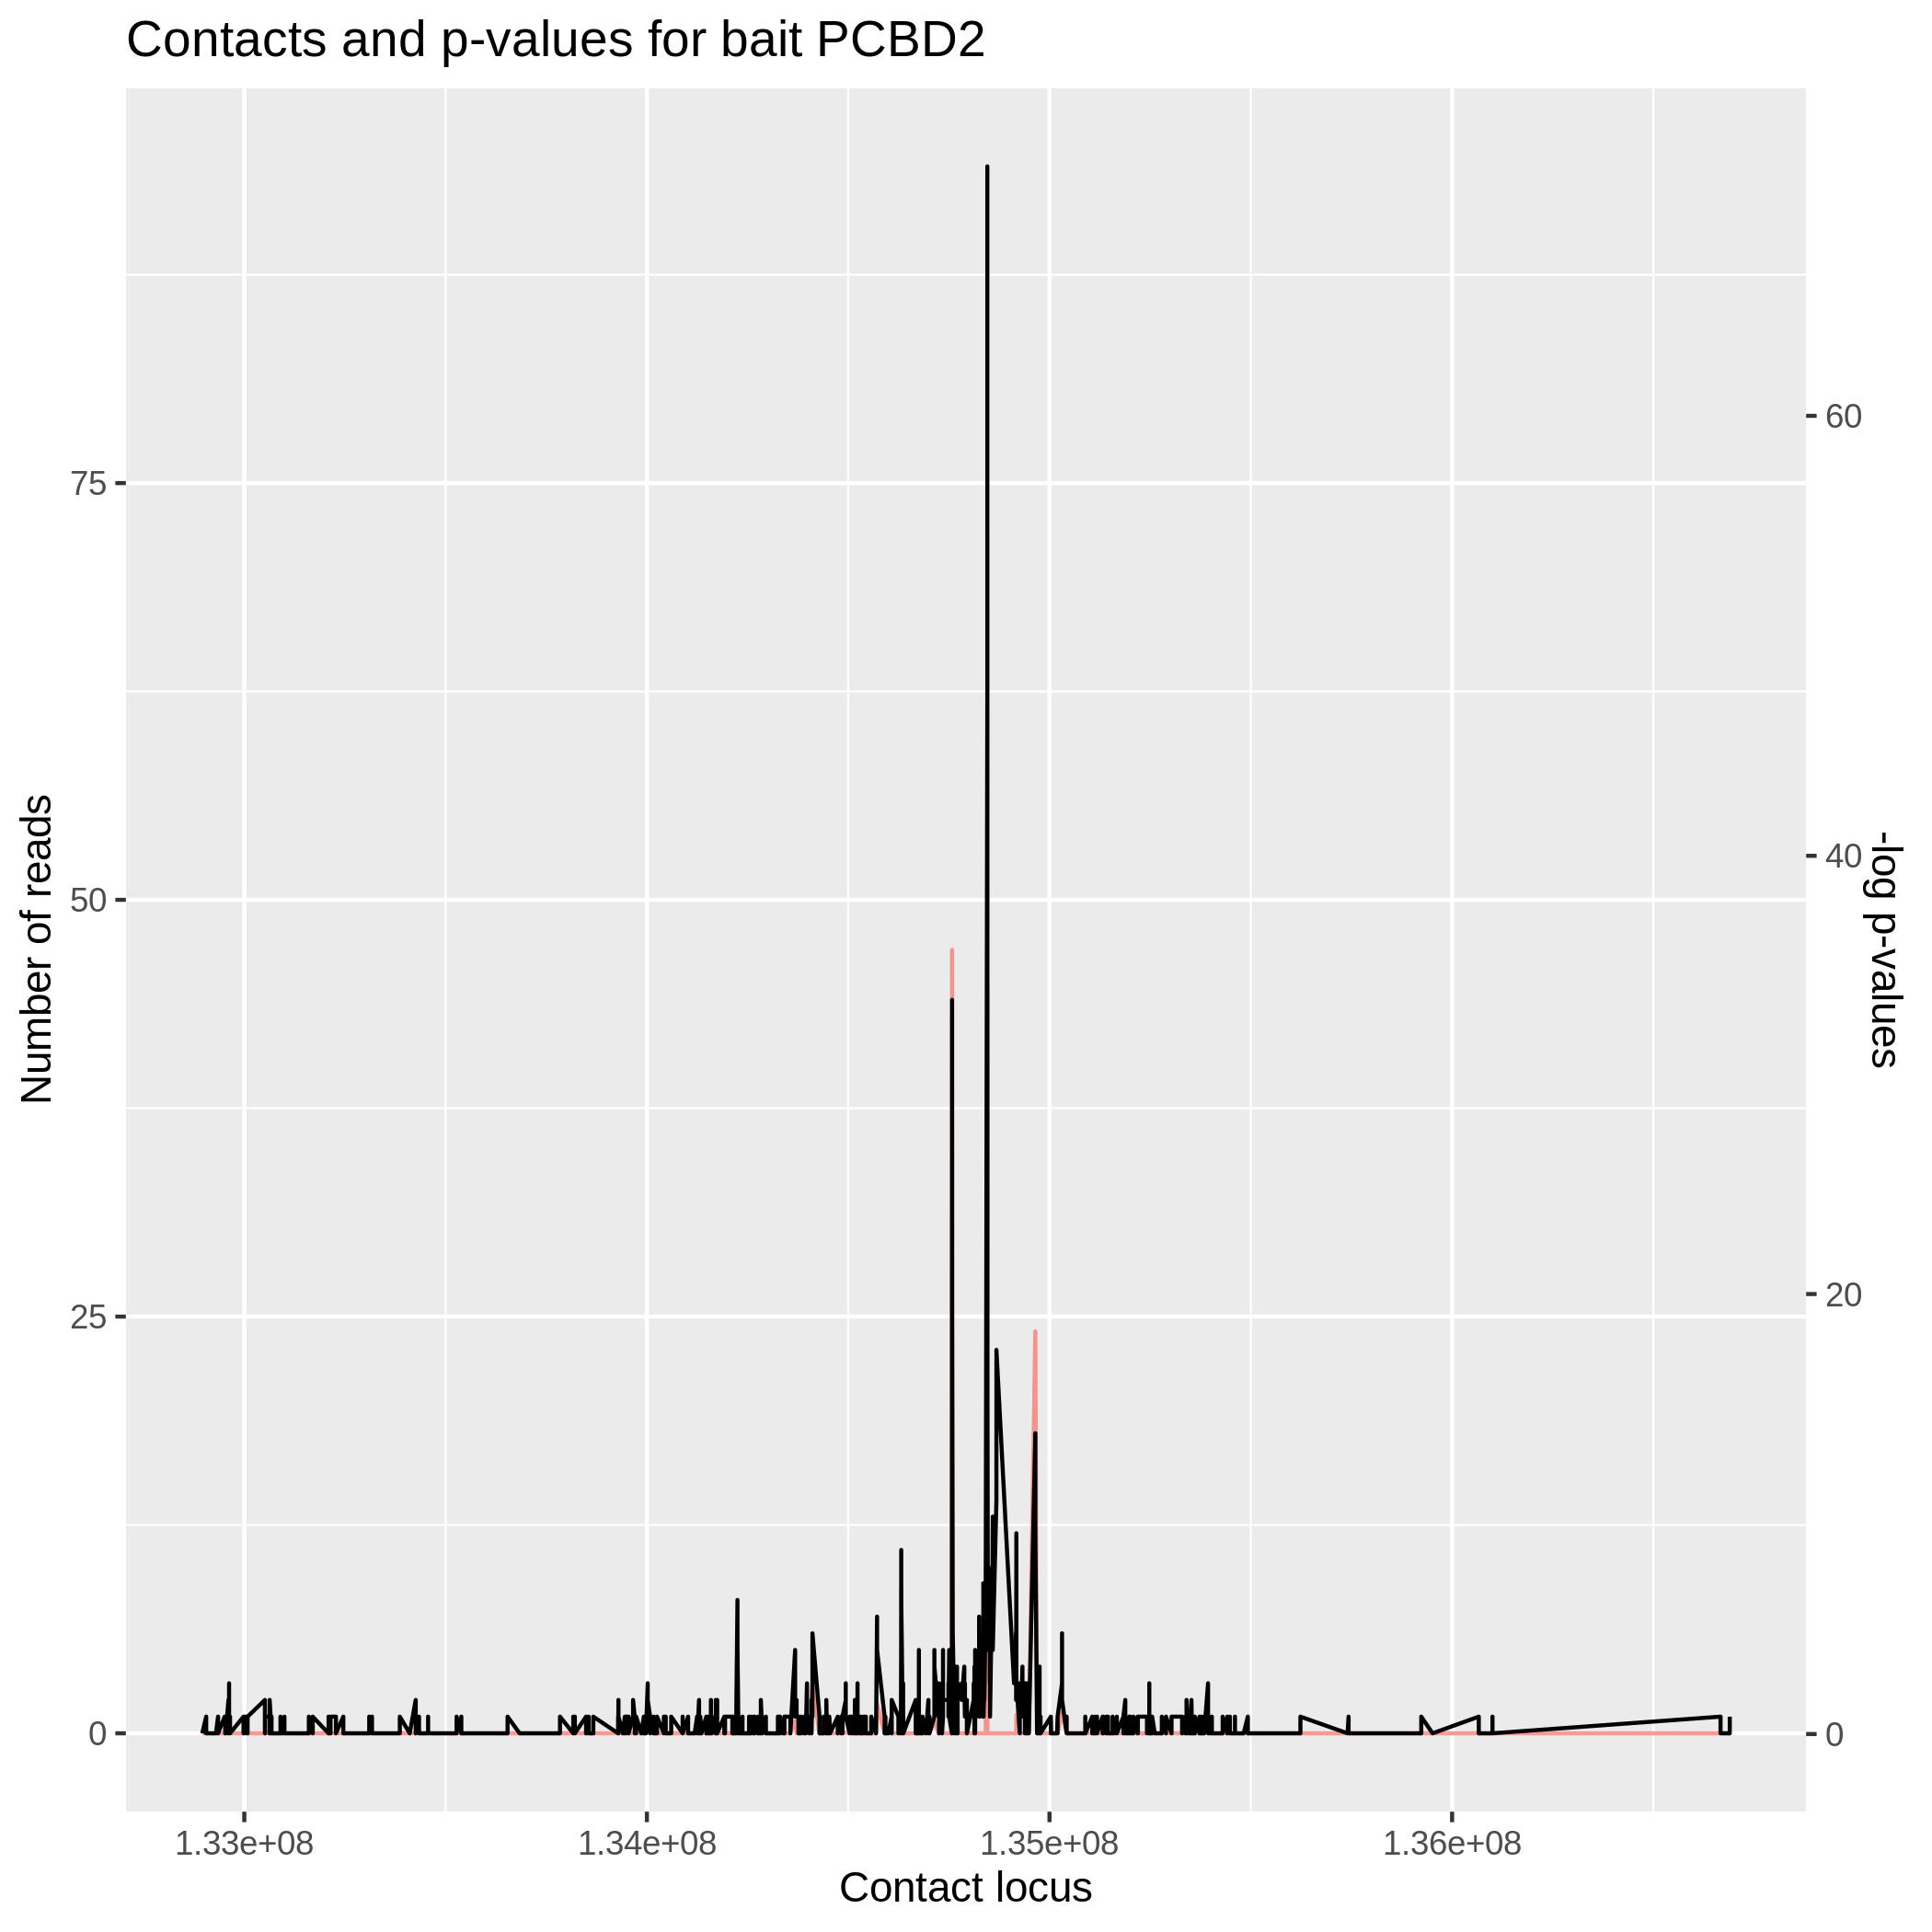 Contacts and p-values for bait PCBD2
Number of reads
75
50
25
0
60
40
20
0
-log p-values
1.33e+08 1.34e+08 1.35e+08 1.36e+08
Contact locus